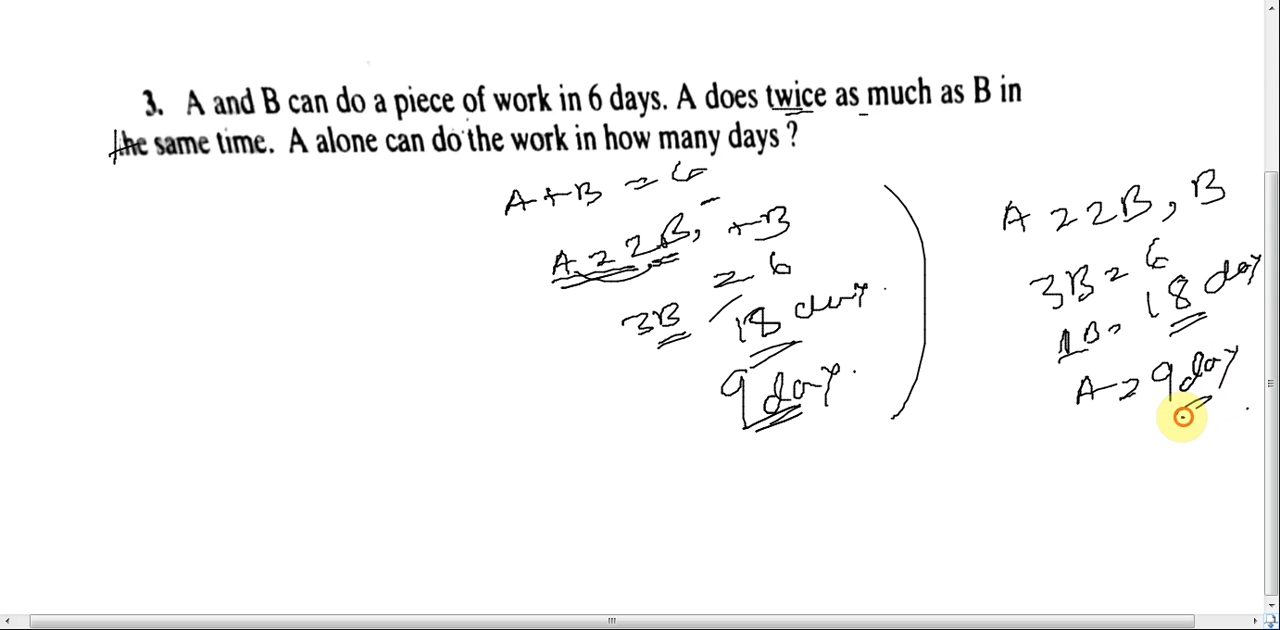 3. A and B can do a piece of work in 6 days. A does twice as much as B in
the same time. A alone can do the work in how many days ?
A+B = 6
A = 2B, +B
= 6
3B 18 day
9 day.
A = 2B, B
3B = 6
1B = 18 day
A = 9 day